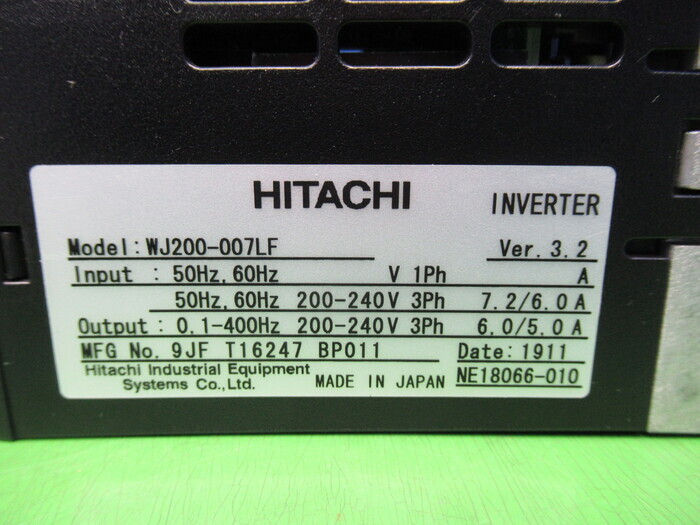 HITACHI INVERTER
Model:WJ200-007LF Ver. 3.2
Input : 50Hz, 60Hz V 1Ph A
50Hz, 60Hz 200-240V 3Ph 7.2/6.0A
Output: 0.1-400Hz 200-240V 3Ph 6.0/5.0A
MFG No. 9JF T16247 BP011 Date: 1911
Hitachi Industrial Equipment
Systems Co.,Ltd. MADE IN JAPAN NE18066-010